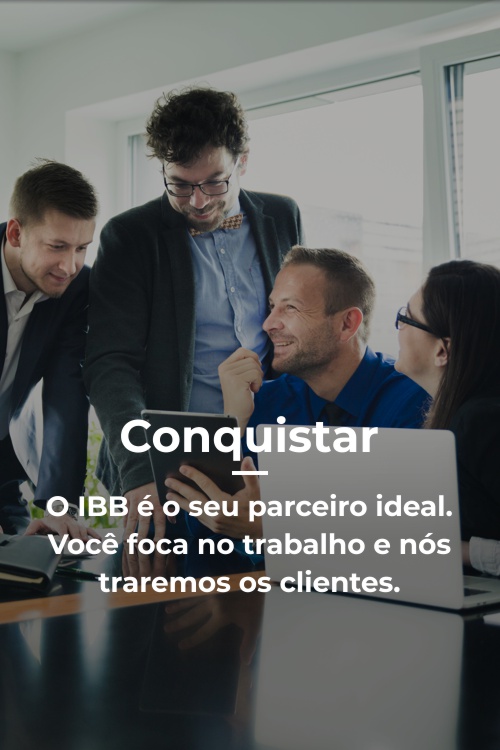 Conquistar
O IBB é o seu parceiro ideal.
Você foca no trabalho e nós
traremos os clientes.